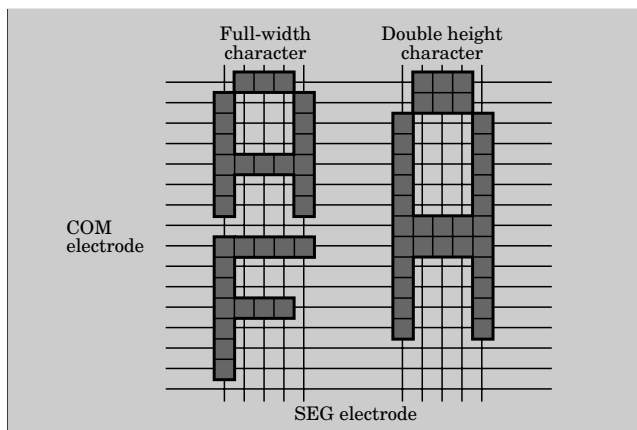 Full-width
character
Double height
character
COM
electrode
SEG electrode